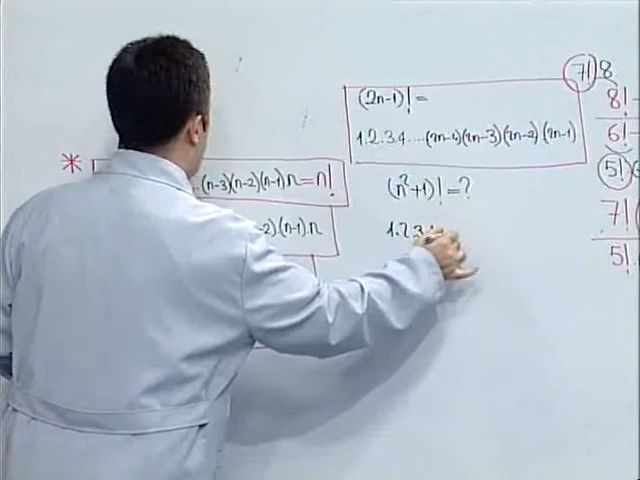 (2n-1)! =
1.2.3.4....(2n-4)(2n-3)(2n-2)(2n-1)
* ..(n-3)(n-2)(n-1)n=n!
-2)(n-1).n
(n²+1)! = ?
1.2.3
7!8
8!
6!
5!
7!
5!